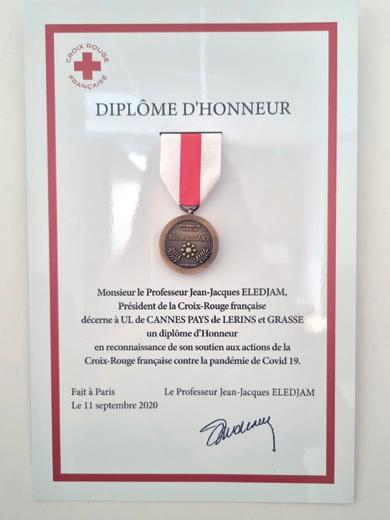 CROIX ROUGE
FRANÇAISE
DIPLÔME D'HONNEUR
RECONNAISSANCE
Monsieur le Professeur Jean-Jacques ELEDJAM,
Président de la Croix-Rouge française
décerne à UL de CANNES PAYS de LERINS et GRASSE
un diplôme d'Honneur
en reconnaissance de son soutien aux actions de la
Croix-Rouge française contre la pandémie de Covid 19.
Fait à Paris
Le Professeur Jean-Jacques ELEDJAM
Le 11 septembre 2020